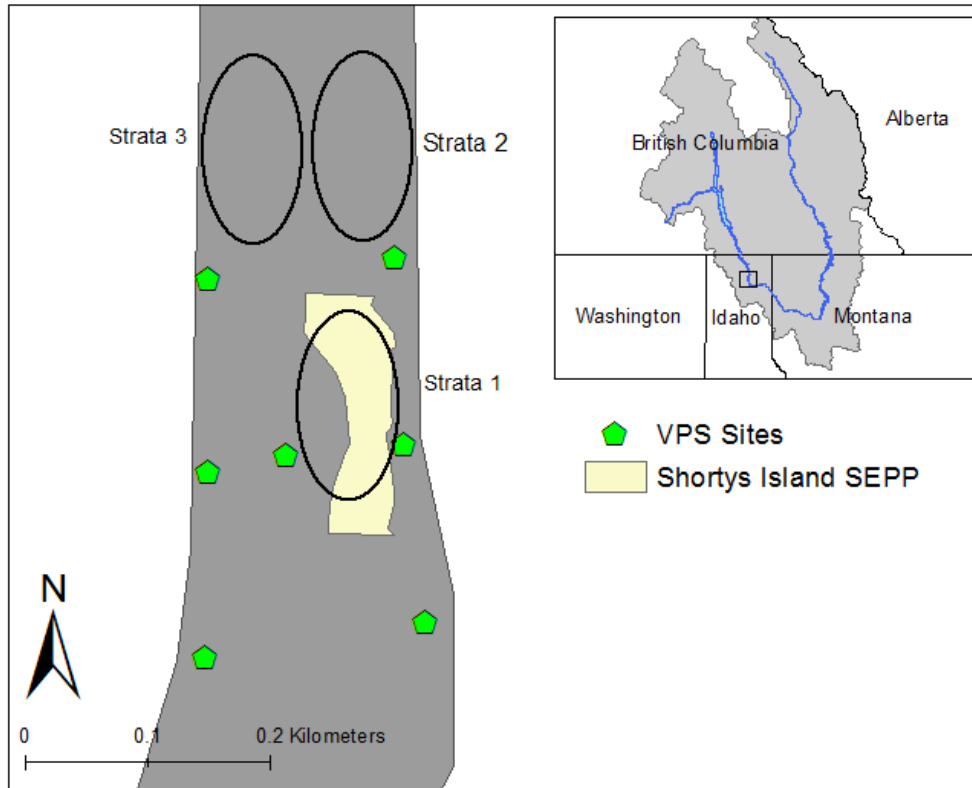 Strata 3
Strata 2
Strata 1
N
0
0.1
0.2 Kilometers
British Columbia
Alberta
Washington
Idaho
Montana
VPS Sites
Shortys Island SEPP